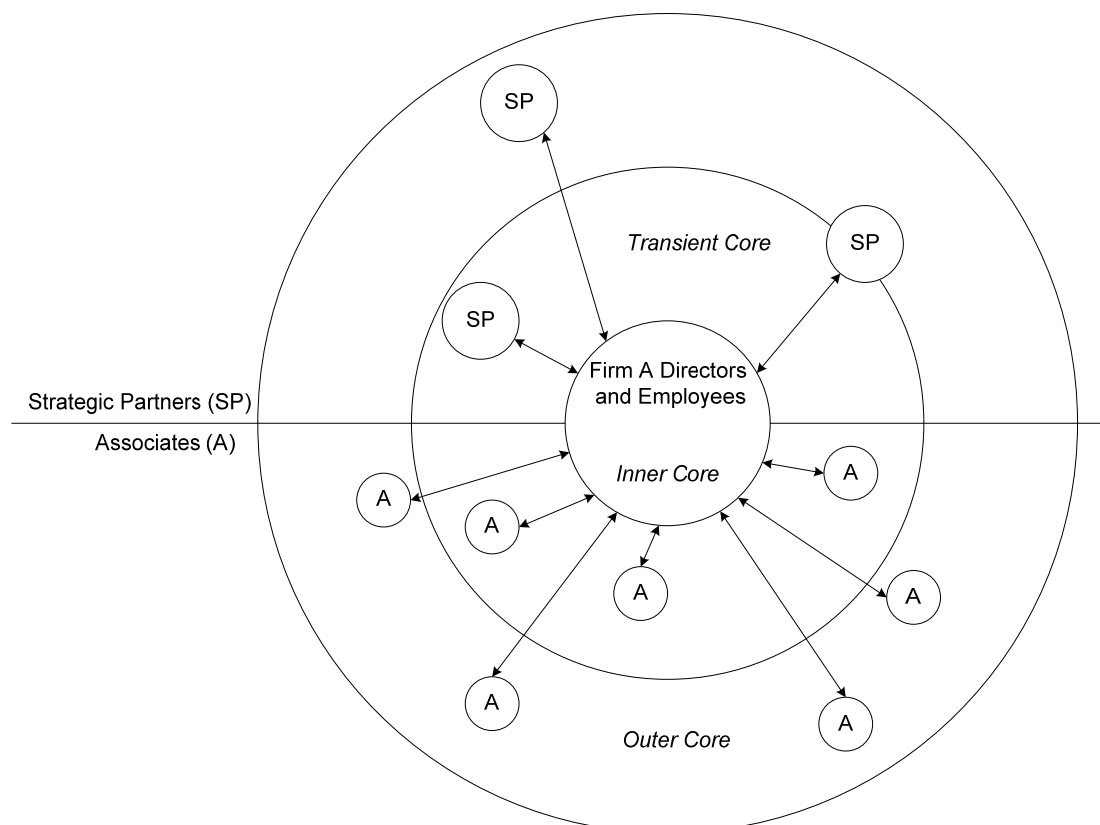 SP
Transient Core
SP
SP
Firm A Directors
and Employees
Strategic Partners (SP)
Associates (A)
Inner Core
A
A
A
A
A
A
A
Outer Core